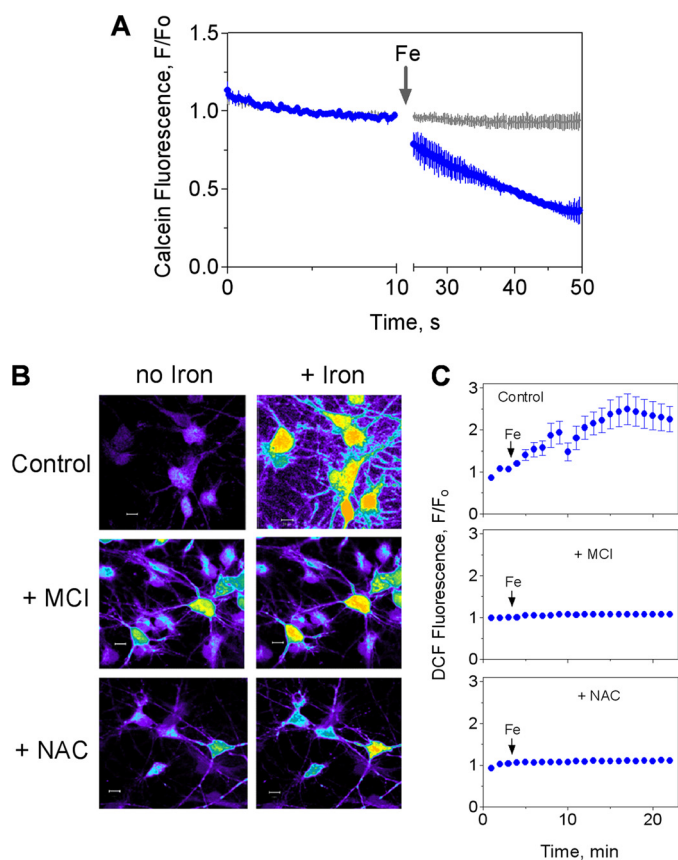 A
Calcein Fluorescence, F/Fo
1.5
1.0
0.5
0.0
Fe
0
10
30
40
50
Time, s
B
no Iron
+ Iron
Control
+ MCI
+ NAC
C
DCF Fluorescence, F/Fo
3
Control
2
Fe
1
0
3
+ MCI
2
Fe
1
0
3
+ NAC
2
Fe
1
0
0
10
20
Time, min